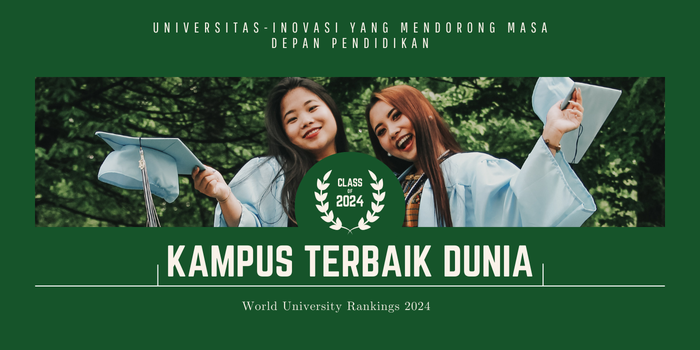 UNIVERSITAS-INOVASI YANG MENDORONG MASA
DEPAN PENDIDIKAN
CLASS
OF
2024
KAMPUS TERBAIK DUNIA
World University Rankings 2024